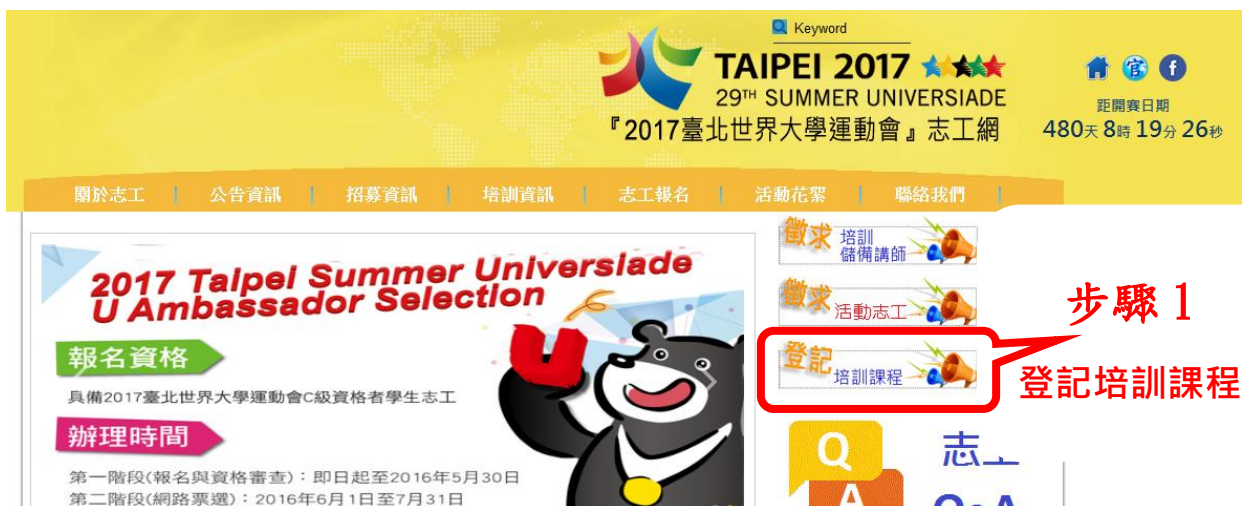 Keyword
TAIPEI 2017
29TH SUMMER UNIVERSIADE
『2017臺北世界大學運動會』志工網
官 f
距開賽日期
480天 8時 19分 26秒
關於志工 | 公告資訊 | 招募資訊 | 培訓資訊 | 志工報名 | 活動花絮 | 聯絡我們 |
2017 Taipei Summer Universiade
U Ambassador Selection
U
報名資格
具備2017臺北世界大學運動會C級資格者學生志工
辦理時間
第一階段(報名與資格審查)：即日起至2016年5月30日
第二階段(網路票選)：2016年6月1日至7月31日
徵求 培訓
儲備講師
徵求 活動志工
登記 培訓課程
步驟1
登記培訓課程
Q
A
志工
Q&A